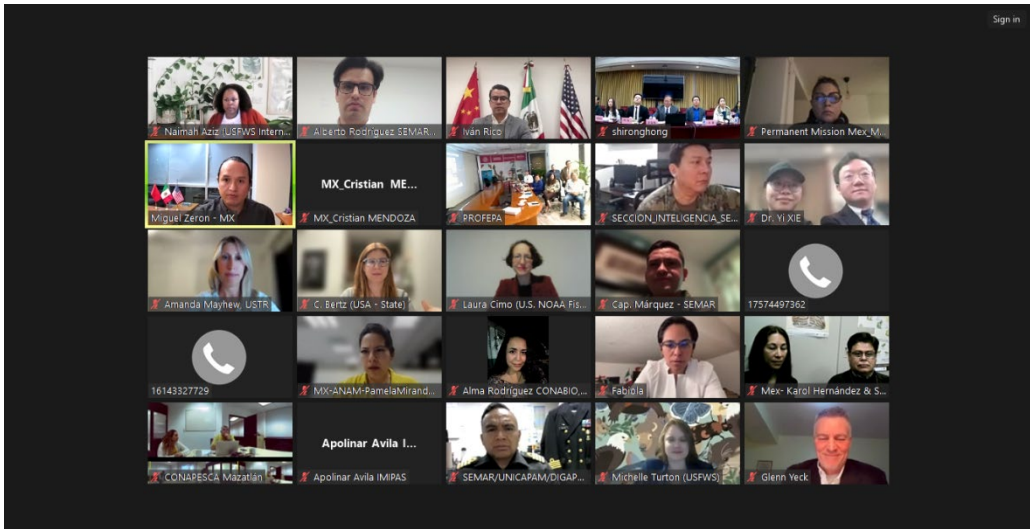 Sign in
Naimah Aziz (USFWS Intern...
Alberto Rodríguez SEMAR...
Iván Rico
shironghong
Permanent Mission Mex_M...
Miguel Zeron - MX
MX_Cristian ME...
MX_Cristian MENDOZA
PROFEPA
SECCION_INTELIGENCIA_SE...
Dr. Yi XIE
Amanda Mayhew, USTR
C. Bertz (USA - State)
Laura Cimo (U.S. NOAA Fis...
Cap. Márquez - SEMAR
17574497362
16143327729
MX-ANAM-PamelaMirand...
Alma Rodríguez CONABIO,...
Fabiola
Mex- Karol Hernández & S...
CONAPESCA Mazatlán
Apolinar Avila I...
Apolinar Avila IMIPAS
SEMAR/UNICAPAM/DIGAP...
Michelle Turton (USFWS)
Glenn Yeck